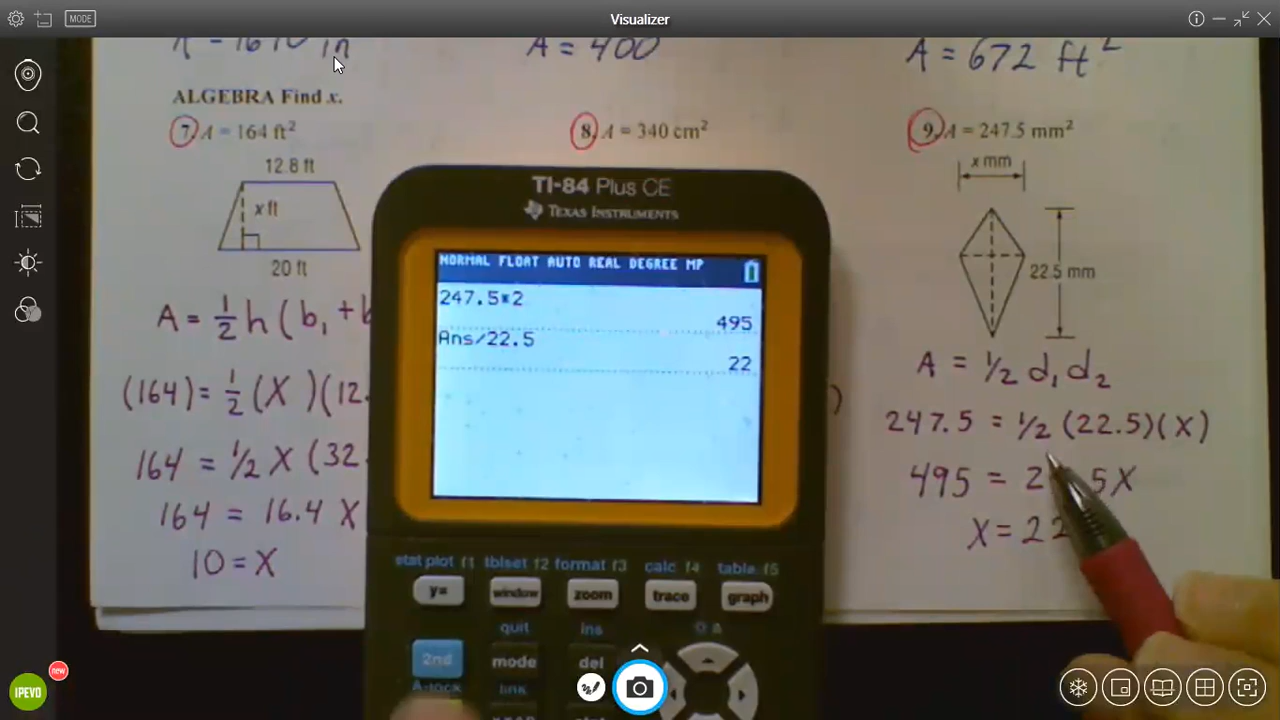 MODE
Visualizer
in
A = 400
A = 672 ft²
ALGEBRA Find x.
7. A = 164 ft²
8. A = 340 cm²
9. A = 247.5 mm²
12.8 ft
x ft
20 ft
x mm
22.5 mm
A = 1/2 h ( b₁ + b
(164) = 1/2 (X)(12.
164 = 1/2 X (32.
164 = 16.4 X
10 = X
)
A = 1/2 d₁ d₂
247.5 = 1/2 (22.5)(X)
495 = 2 5X
X = 22
TI-84 Plus CE
TEXAS INSTRUMENTS
NORMAL FLOAT AUTO REAL DEGREE MP
247.5*2
495
Ans/22.5
22
stat plot f1 tblset f2 format f3 calc f4 table f5
y= window zoom trace graph
quit ins
2nd mode del
A-lock link
IPEVO
new